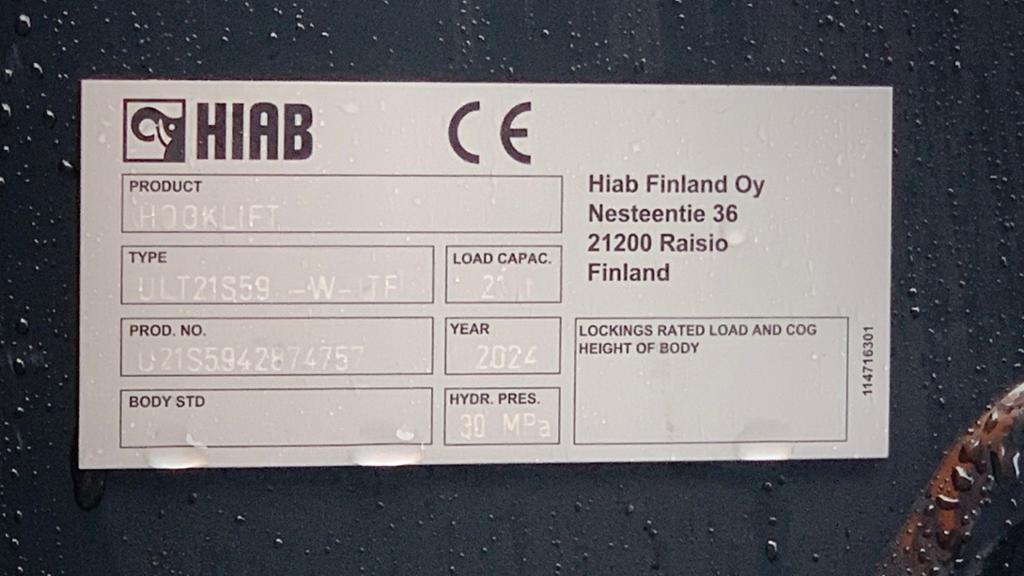 HIAB
CE
PRODUCT
HOOKLIFT
Hiab Finland Oy
Nesteentie 36
21200 Raisio
Finland
TYPE
ULT21S59 -W-
LOAD CAPAC.
PROD. NO.
YEAR
2024
LOCKINGS RATED LOAD AND COG
HEIGHT OF BODY
BODY STD
HYDR. PRES.
30 MPa
114716301